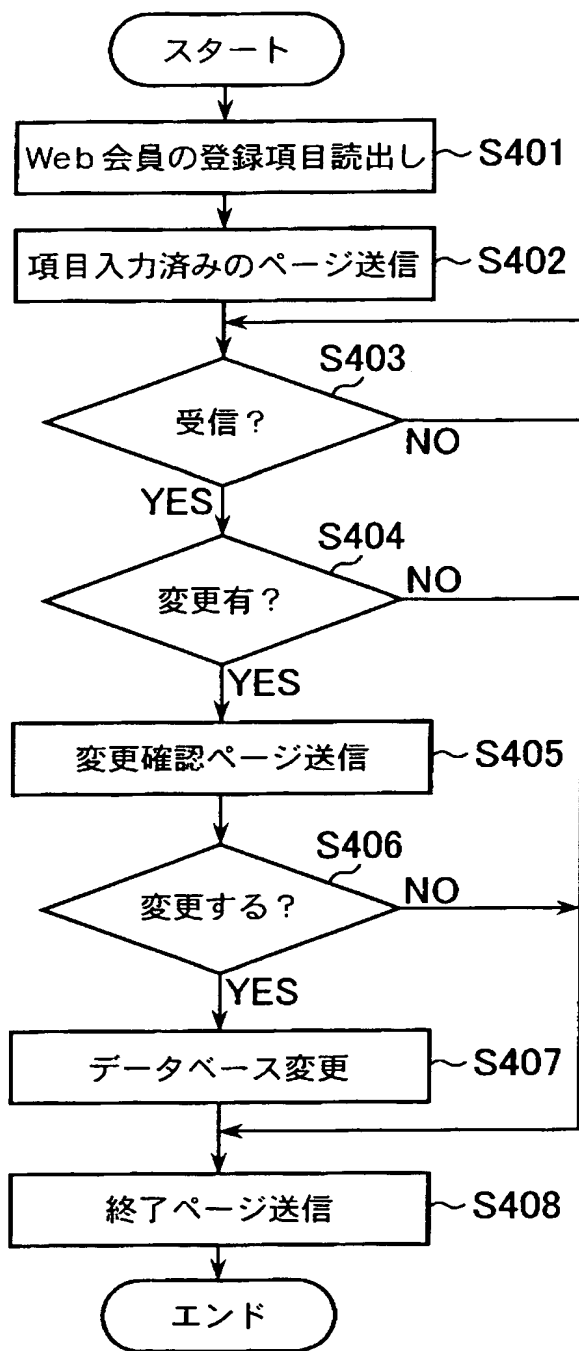 スタート
Web会員の登録項目読出し
S401
項目入力済みのページ送信
S402
S403
受信？
NO
YES
S404
変更有？
NO
YES
変更確認ページ送信
S405
S406
変更する？
NO
YES
データベース変更
S407
終了ページ送信
S408
エンド